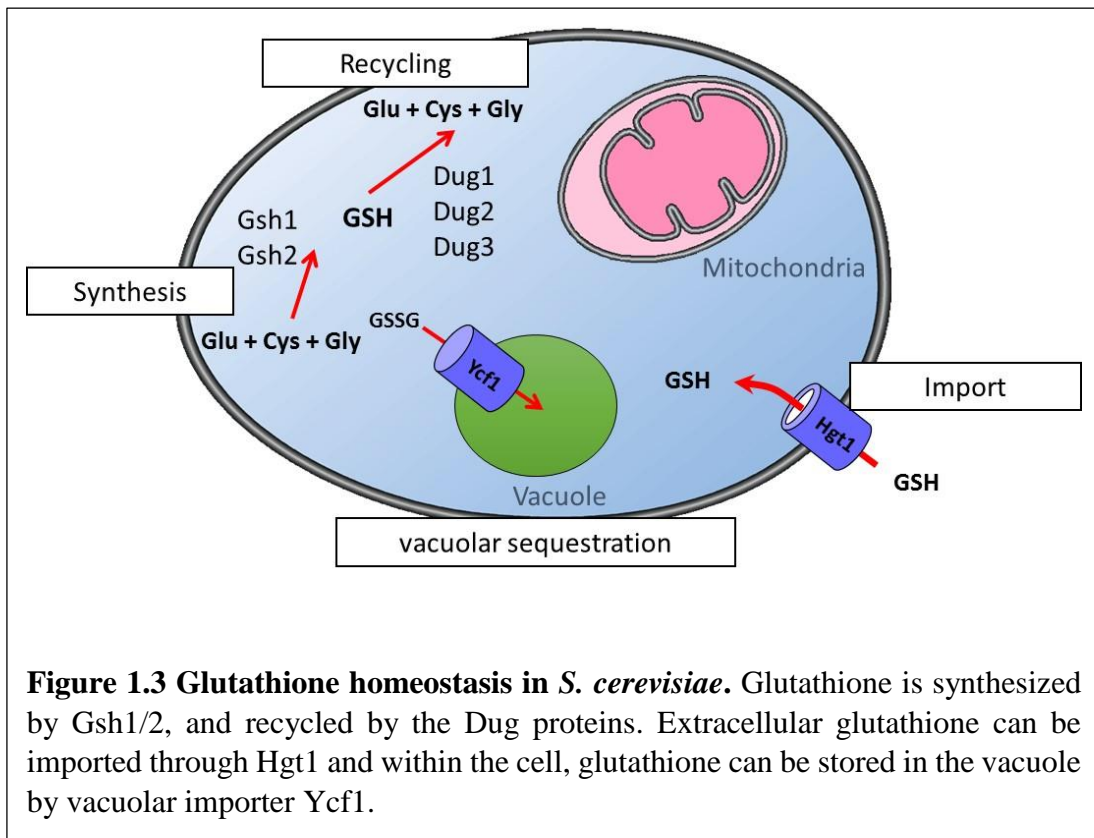 Recycling
Glu + Cys + Gly
Dug1
Dug2
Dug3
Gsh1
Gsh2
GSH
Synthesis
Glu + Cys + Gly
Mitochondria
GSSG
Ycf1
Vacuole
GSH
Import
Hgt1
GSH
vacuolar sequestration
Figure 1.3 Glutathione homeostasis in S. cerevisiae. Glutathione is synthesized
by Gsh1/2, and recycled by the Dug proteins. Extracellular glutathione can be
imported through Hgt1 and within the cell, glutathione can be stored in the vacuole
by vacuolar importer Ycf1.